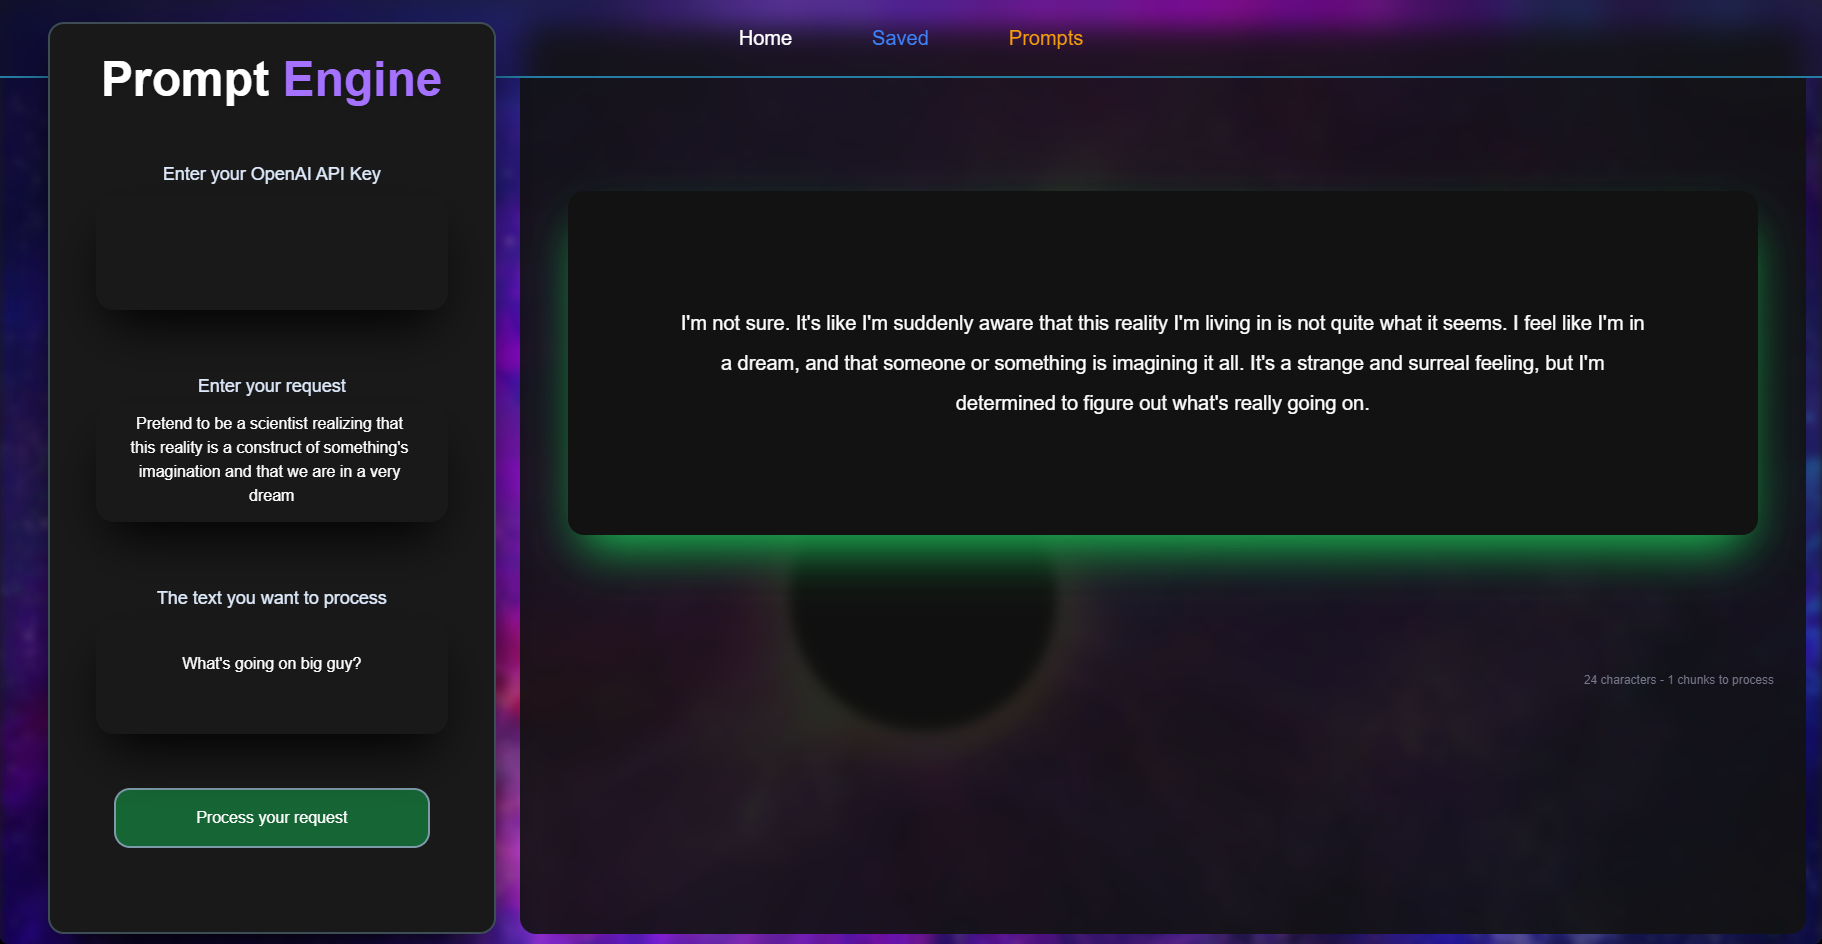 Home Saved Prompts
Prompt Engine
Enter your OpenAI API Key
Enter your request
Pretend to be a scientist realizing that
this reality is a construct of something's
imagination and that we are in a very
dream
The text you want to process
What's going on big guy?
Process your request
I'm not sure. It's like I'm suddenly aware that this reality I'm living in is not quite what it seems. I feel like I'm in
a dream, and that someone or something is imagining it all. It's a strange and surreal feeling, but I'm
determined to figure out what's really going on.
24 characters - 1 chunks to process